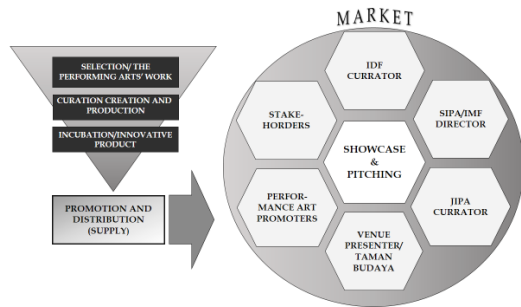 MARKET
SELECTION/ THE
PERFORMING ARTS' WORK
CURATION CREATION AND
PRODUCTION
INCUBATION/INNOVATIVE
PRODUCT
PROMOTION AND
DISTRIBUTION
(SUPPLY)
IDF
CURRATOR
STAKE-
HORDERS
SIPA/IMF
DIRECTOR
SHOWCASE
&
PITCHING
PERFOR-
MANCE ART
PROMOTERS
JIPA
CURRATOR
VENUE
PRESENTER/
TAMAN
BUDAYA